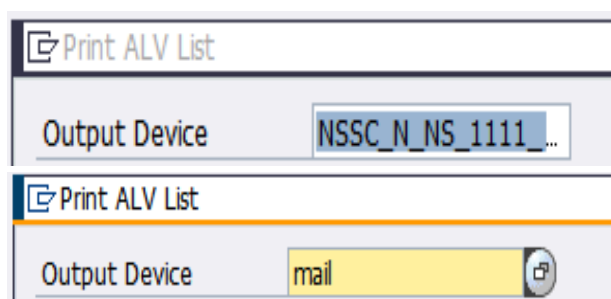 Print ALV List
Output Device NSSC_N_NS_1111_...
Print ALV List
Output Device mail